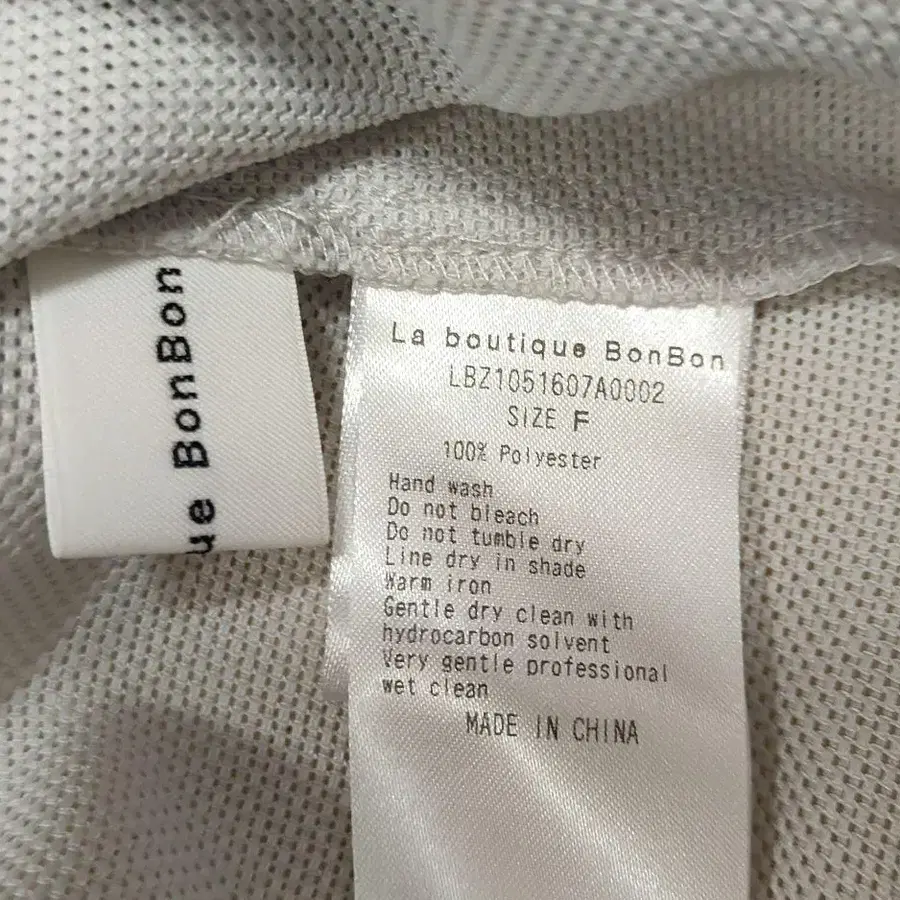 ue BonBon
La boutique BonBon
LBZ1051607A0002
SIZE F
100% Polyester
Hand wash
Do not bleach
Do not tumble dry
Line dry in shade
Warm iron
Gentle dry clean with
hydrocarbon solvent
Very gentle professional
wet clean
MADE IN CHINA